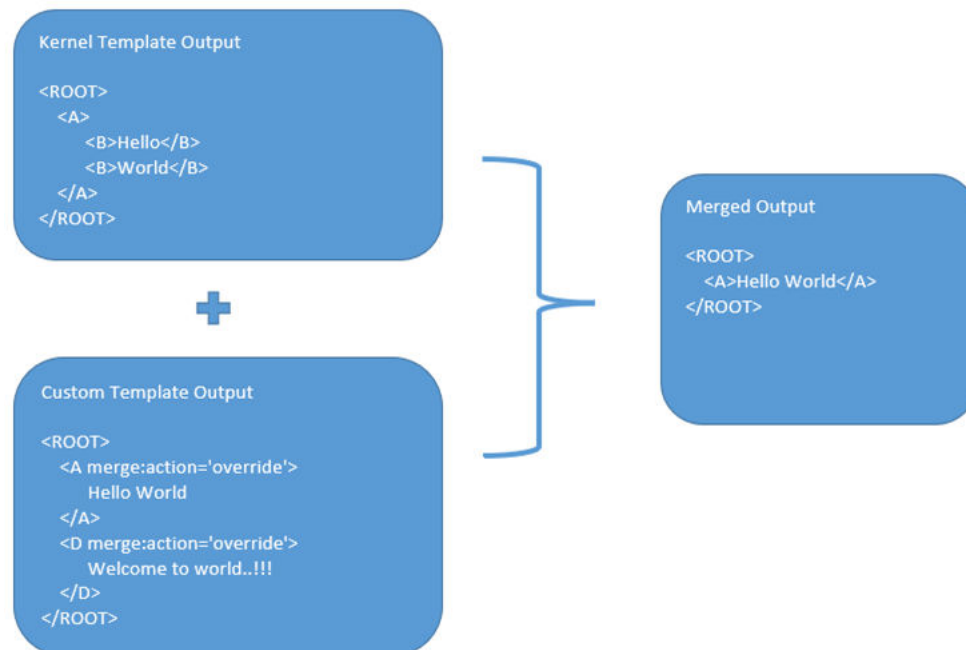 Kernel Template Output
<ROOT>
<A>
<B>Hello</B>
<B>World</B>
</A>
</ROOT>
Custom Template Output
<ROOT>
<A merge:action='override'>
Hello World
</A>
<D merge:action='override'>
Welcome to world..!!!
</D>
</ROOT>
Merged Output
<ROOT>
<A>Hello World</A>
</ROOT>